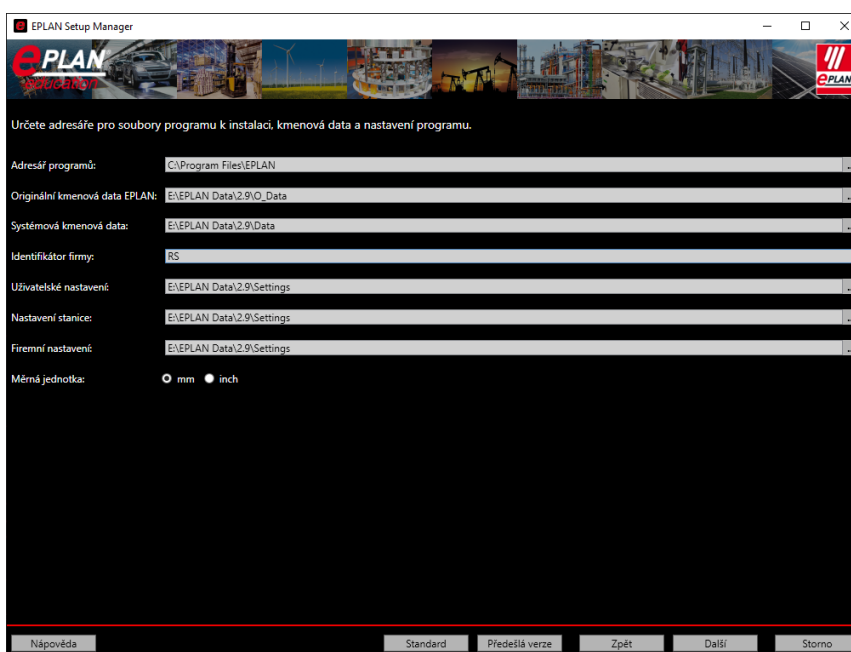 EPLAN Setup Manager
ePLAN
education
ePLAN
Určete adresáře pro soubory programu k instalaci, kmenová data a nastavení programu.
Adresář programů: C:\Program Files\EPLAN ..
Originální kmenová data EPLAN: E:\EPLAN Data\2.9\O_Data ..
Systémová kmenová data: E:\EPLAN Data\2.9\Data ..
Identifikátor firmy: RS
Uživatelské nastavení: E:\EPLAN Data\2.9\Settings ..
Nastavení stanice: E:\EPLAN Data\2.9\Settings ..
Firemní nastavení: E:\EPLAN Data\2.9\Settings ..
Měrná jednotka: mm inch
Nápověda Standard Předešlá verze Zpět Další Storno